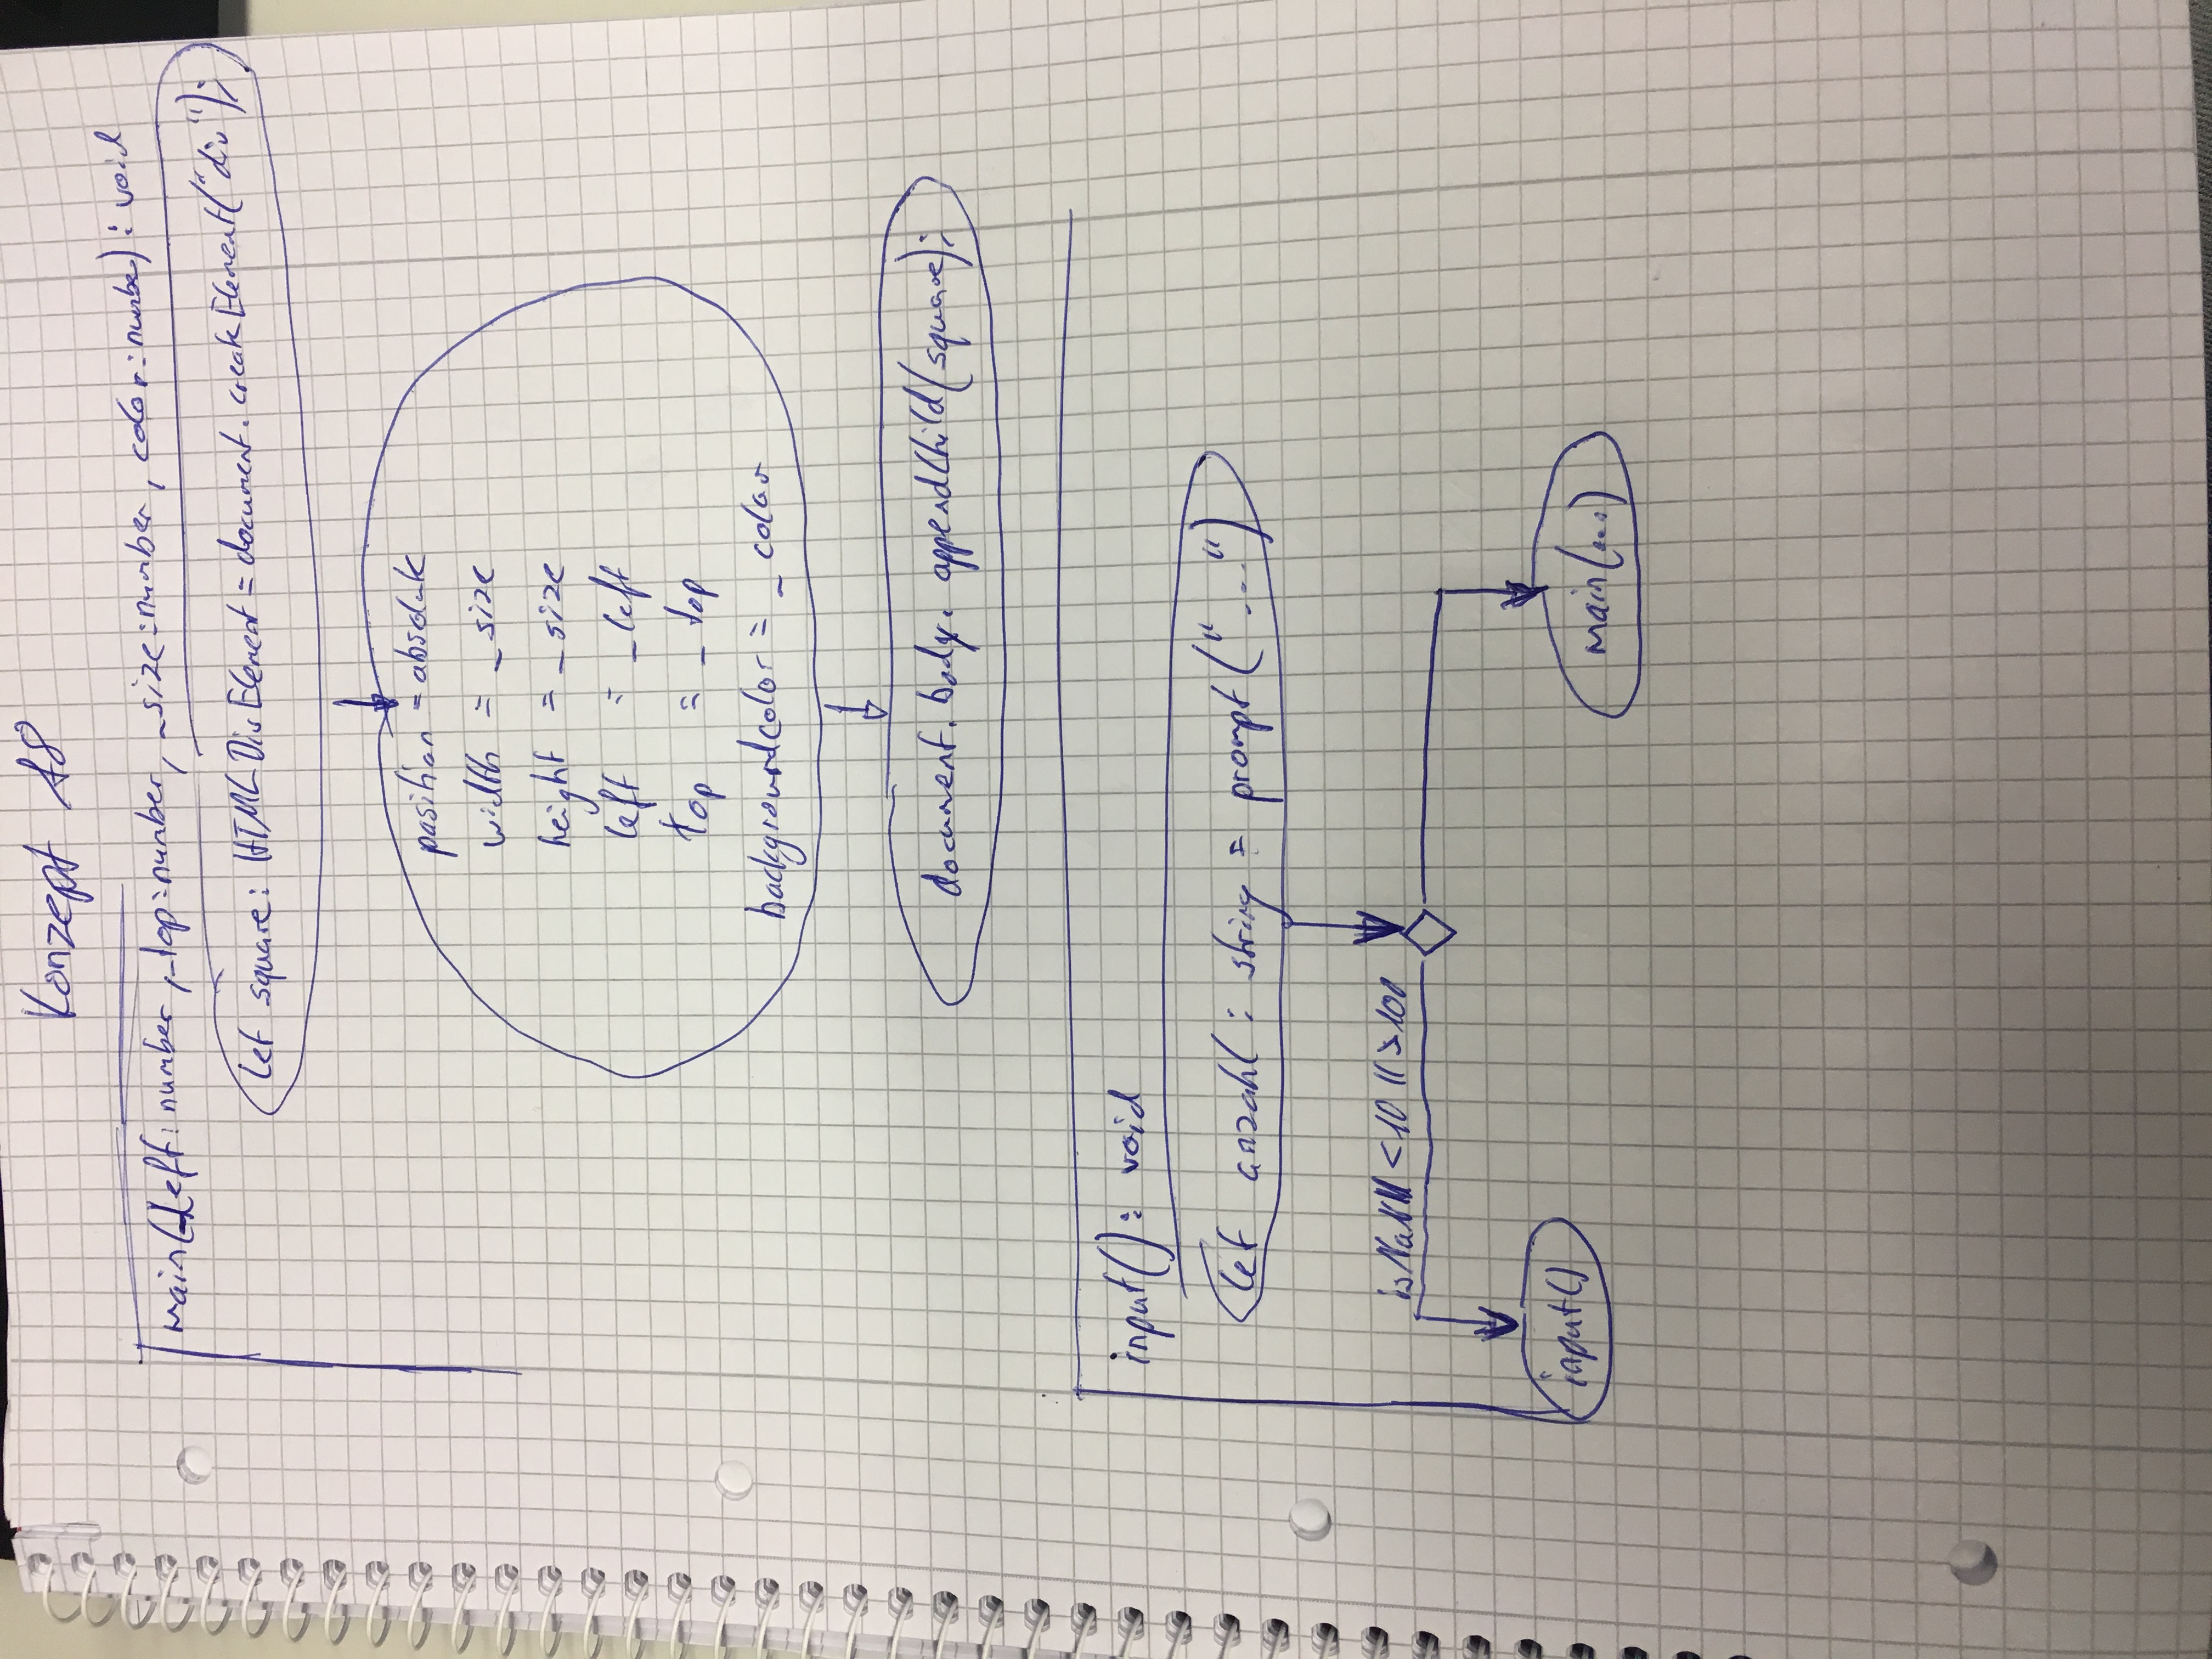 Konzept A8
main(_left: number, _top: number, _size: number, color: number): void
let square: HTMLDivElement = document.createElement("div");
position = absolute
width = _size
height = _size
left = _left
top = _top
backgroundcolor = _color
document.body.appendChild(square);
input(): void
let anzahl: string = prompt("...")
isNaN || <10 || >100
input()
main(...)